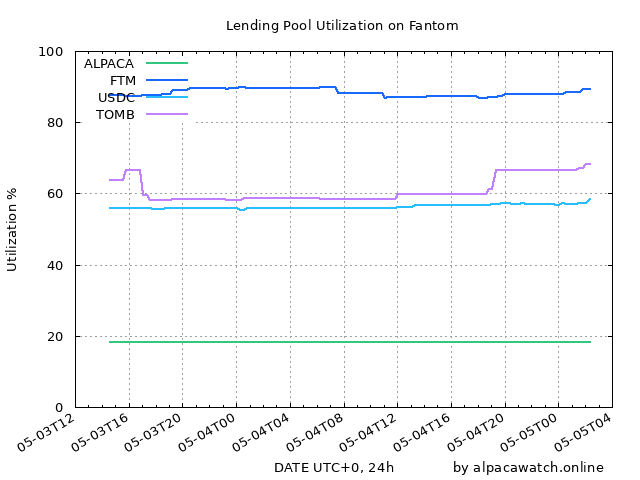 Lending Pool Utilization on Fantom
100
80
60
40
20
0
Utilization %
ALPACA
FTM
USDC
TOMB
05-03T12
05-03T16
05-03T20
05-04T00
05-04T04
05-04T08
05-04T12
05-04T16
05-04T20
05-05T00
05-05T04
DATE UTC+0, 24h
by alpacawatch.online